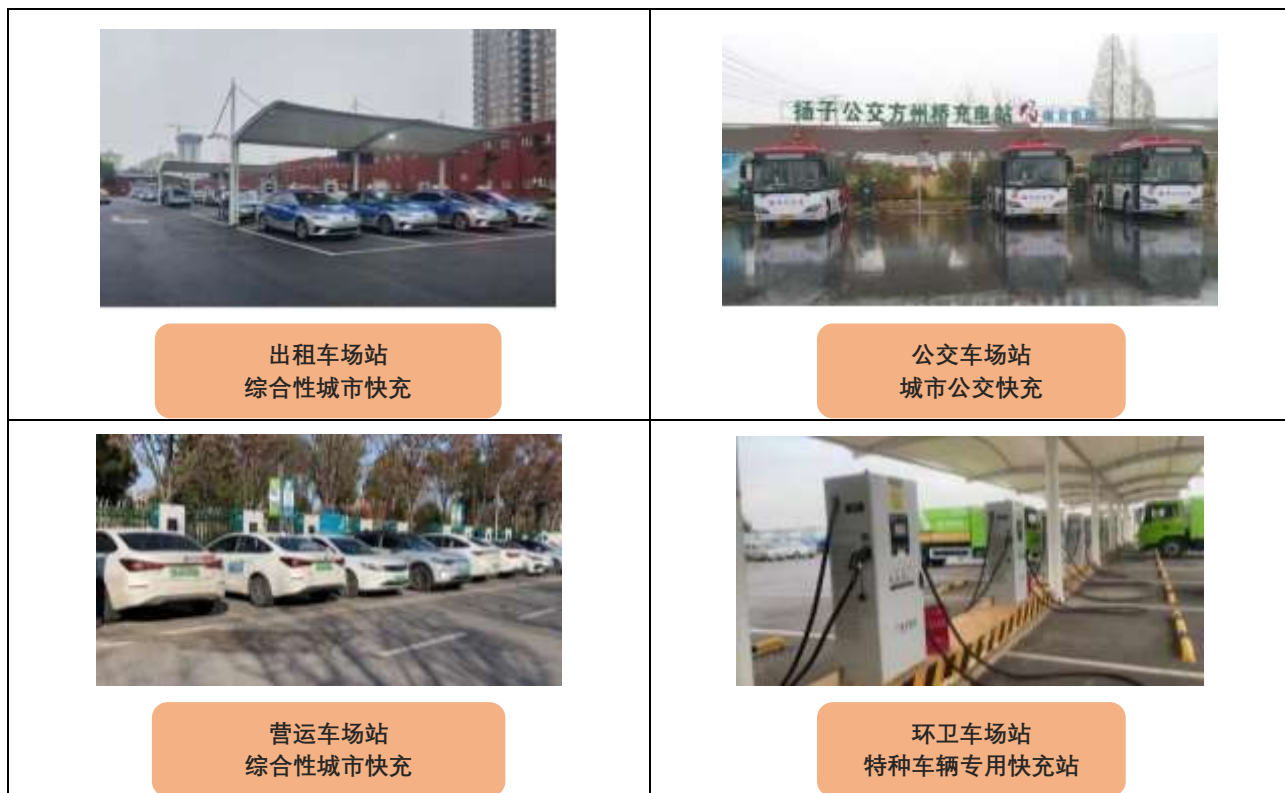 扬子公交方州桥充电站
出租车场站
综合性城市快充
公交车场站
城市公交快充
营运车场站
综合性城市快充
环卫车场站
特种车辆专用快充站